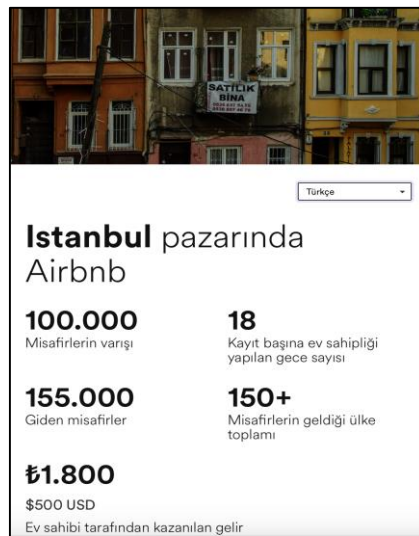 SATILIK
BİNA
Türkçe
Istanbul pazarında
Airbnb
100.000
Misafirlerin varışı
18
Kayıt başına ev sahipliği
yapılan gece sayısı
155.000
Giden misafirler
150+
Misafirlerin geldiği ülke
toplamı
₺1.800
$500 USD
Ev sahibi tarafından kazanılan gelir